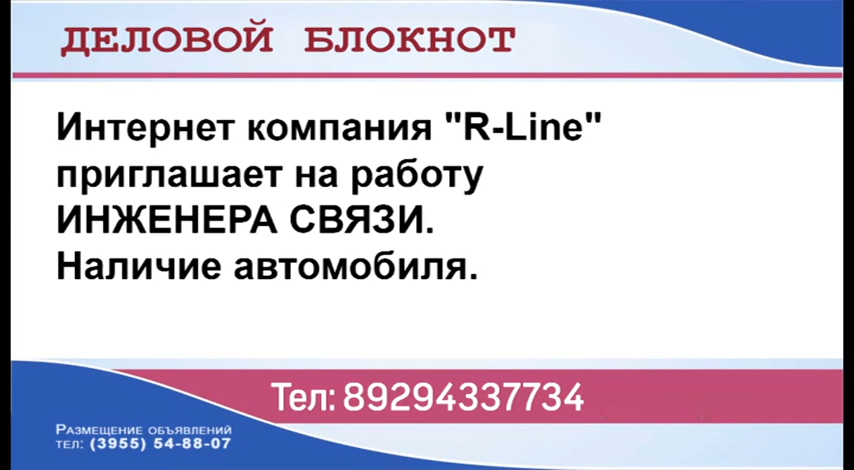 ДЕЛОВОЙ БЛОКНОТ
Интернет компания "R-Line"
приглашает на работу
ИНЖЕНЕРА СВЯЗИ.
Наличие автомобиля.
Тел: 89294337734
Размещение объявлений
тел: (3955) 54-88-07